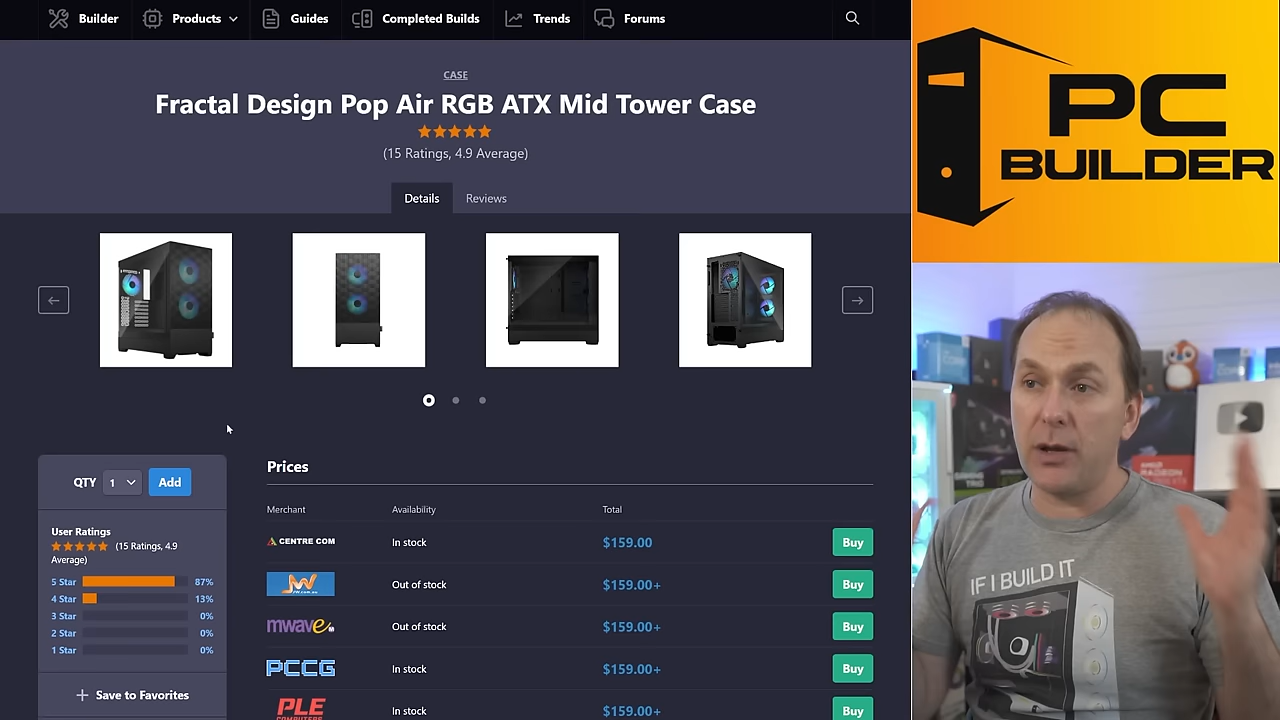 Builder
Products
Guides
Completed Builds
Trends
Forums
CASE
Fractal Design Pop Air RGB ATX Mid Tower Case
(15 Ratings, 4.9 Average)
Details
Reviews
QTY
1
Add
User Ratings
(15 Ratings, 4.9
Average)
5 Star 87%
4 Star 13%
3 Star 0%
2 Star 0%
1 Star 0%
Save to Favorites
Prices
Merchant Availability Total
CENTRE COM In stock $159.00 Buy
JW Out of stock $159.00+ Buy
mwave Out of stock $159.00+ Buy
PCCG In stock $159.00+ Buy
PLE
COMPUTERS
In stock $159.00+ Buy
PC
BUILDER
IF I BUILD IT